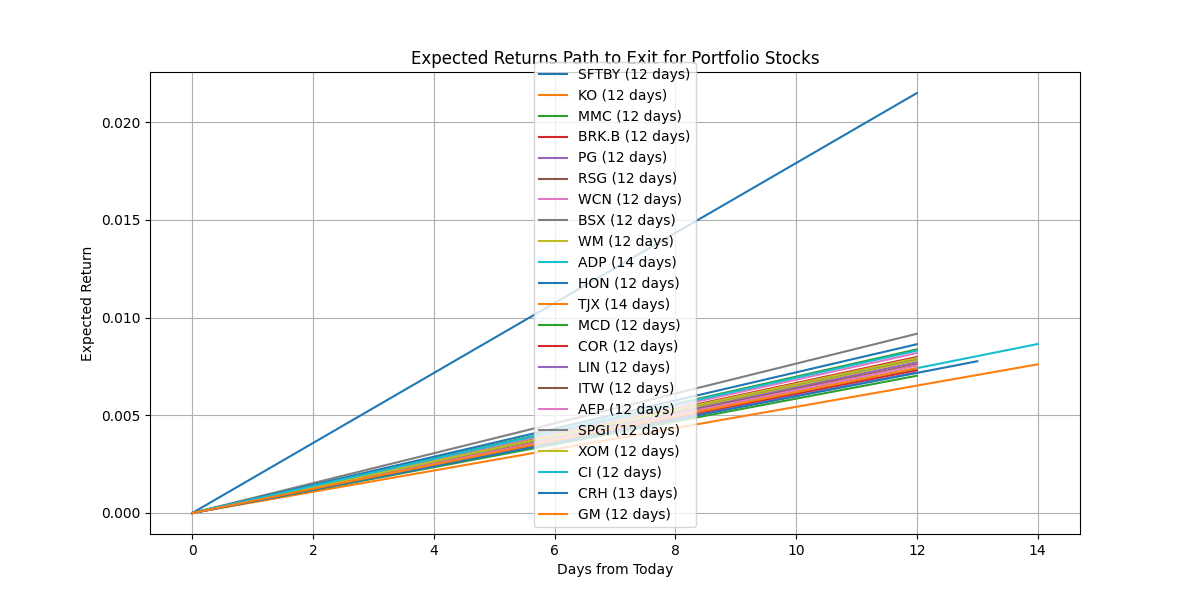 Expected Returns Path to Exit for Portfolio Stocks
SFTBY (12 days)
KO (12 days)
MMC (12 days)
BRK.B (12 days)
PG (12 days)
RSG (12 days)
WCN (12 days)
BSX (12 days)
WM (12 days)
ADP (14 days)
HON (12 days)
TJX (14 days)
MCD (12 days)
COR (12 days)
LIN (12 days)
ITW (12 days)
AEP (12 days)
SPGI (12 days)
XOM (12 days)
CI (12 days)
CRH (13 days)
GM (12 days)
Expected Return
0.020
0.015
0.010
0.005
0.000
0 2 4 6 8 10 12 14
Days from Today